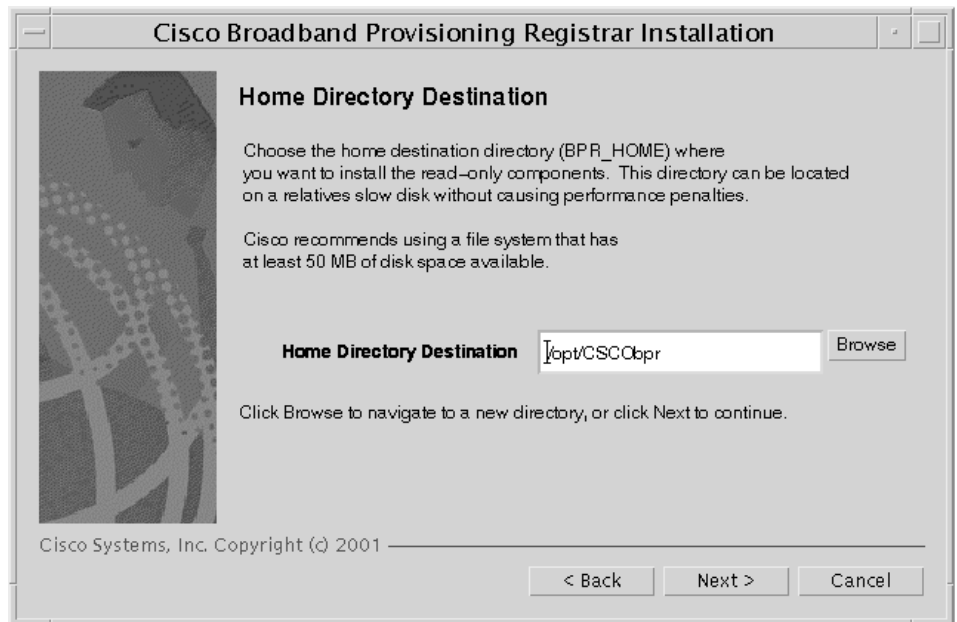 Cisco Broadband Provisioning Registrar Installation
Home Directory Destination
Choose the home destination directory (BPR_HOME) where
you want to install the read-only components. This directory can be located
on a relatives slow disk without causing performance penalties.
Cisco recommends using a file system that has
at least 50 MB of disk space available.
Home Directory Destination /opt/CSCObpr Browse
Click Browse to navigate to a new directory, or click Next to continue.
Cisco Systems, Inc. Copyright (c) 2001
< Back Next > Cancel